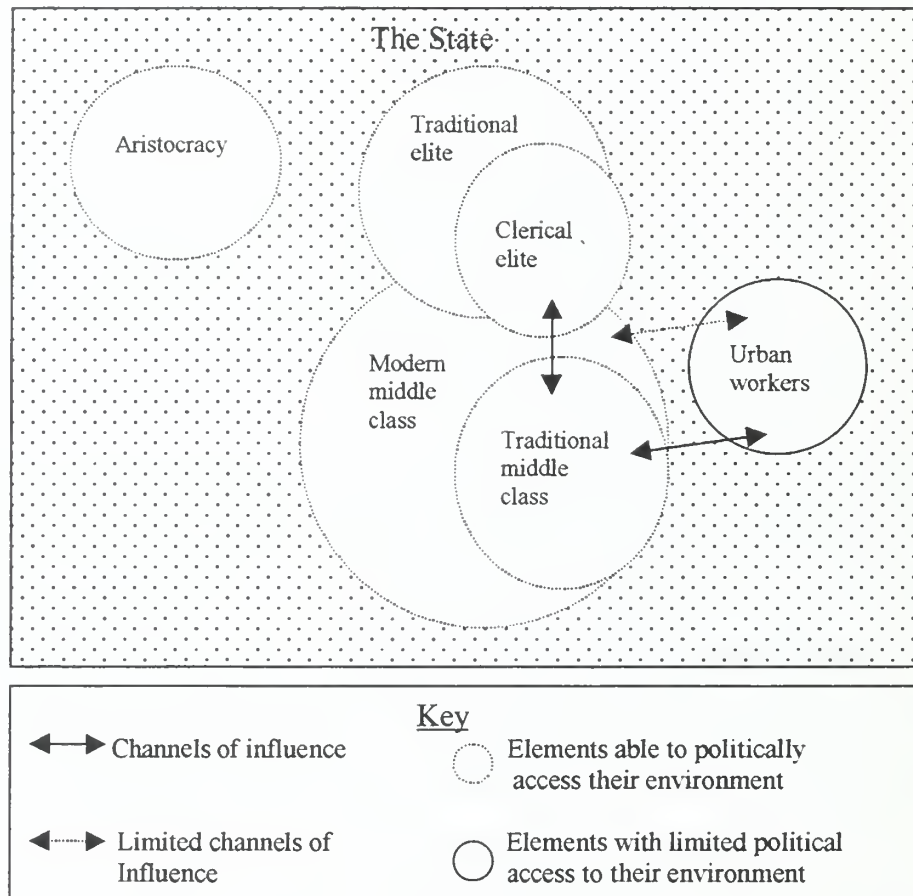 The State
Aristocracy
Traditional
elite
Clerical
elite
Modern
middle
class
Urban
workers
Traditional
middle
class
Key
Channels of influence
Elements able to politically
access their environment
Limited channels of
Influence
Elements with limited political
access to their environment